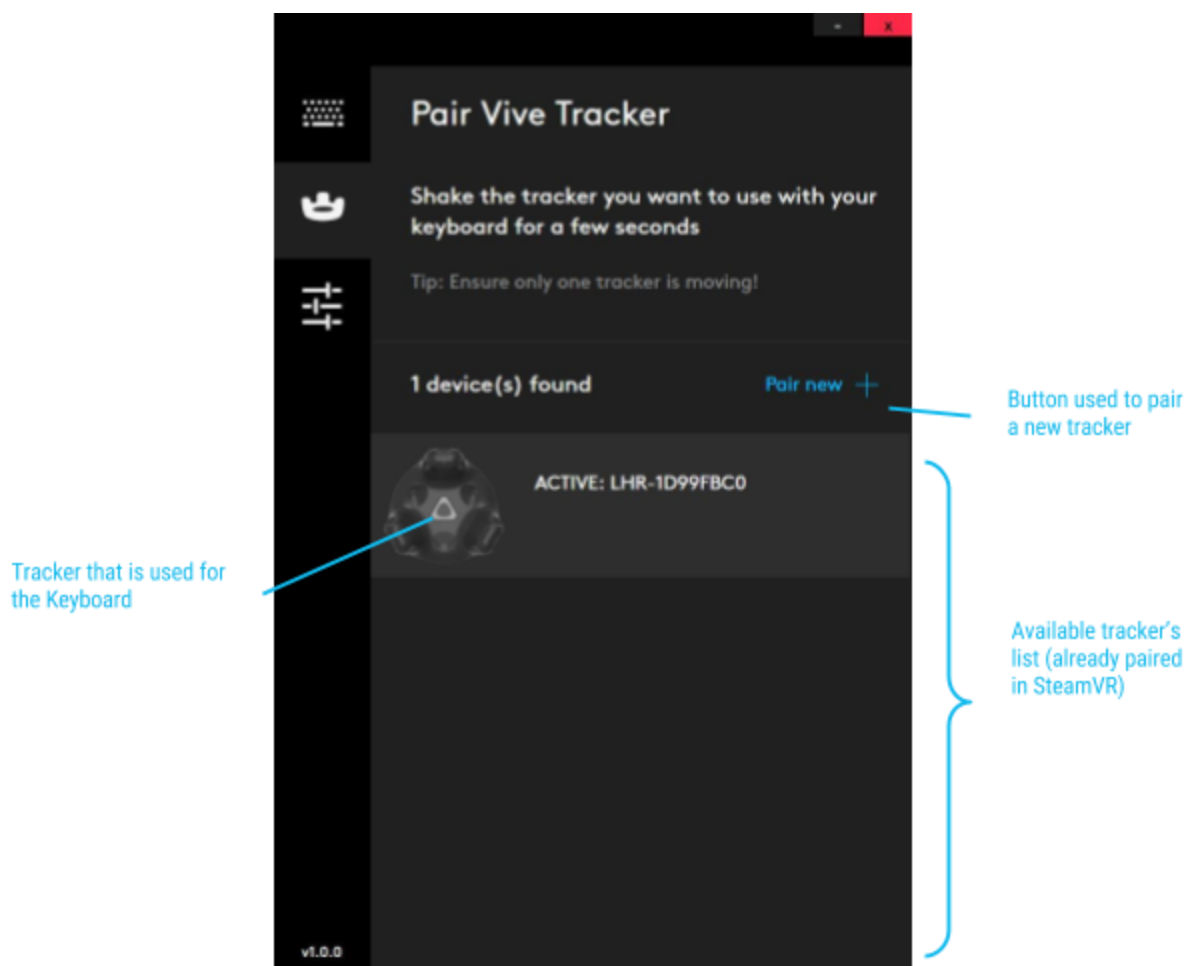 - x
Pair Vive Tracker
Shake the tracker you want to use with your
keyboard for a few seconds
Tip: Ensure only one tracker is moving!
1 device(s) found
Pair new +
Button used to pair
a new tracker
ACTIVE: LHR-1D99FBC0
Tracker that is used for
the Keyboard
Available tracker's
list (already paired
in SteamVR)
v1.0.0